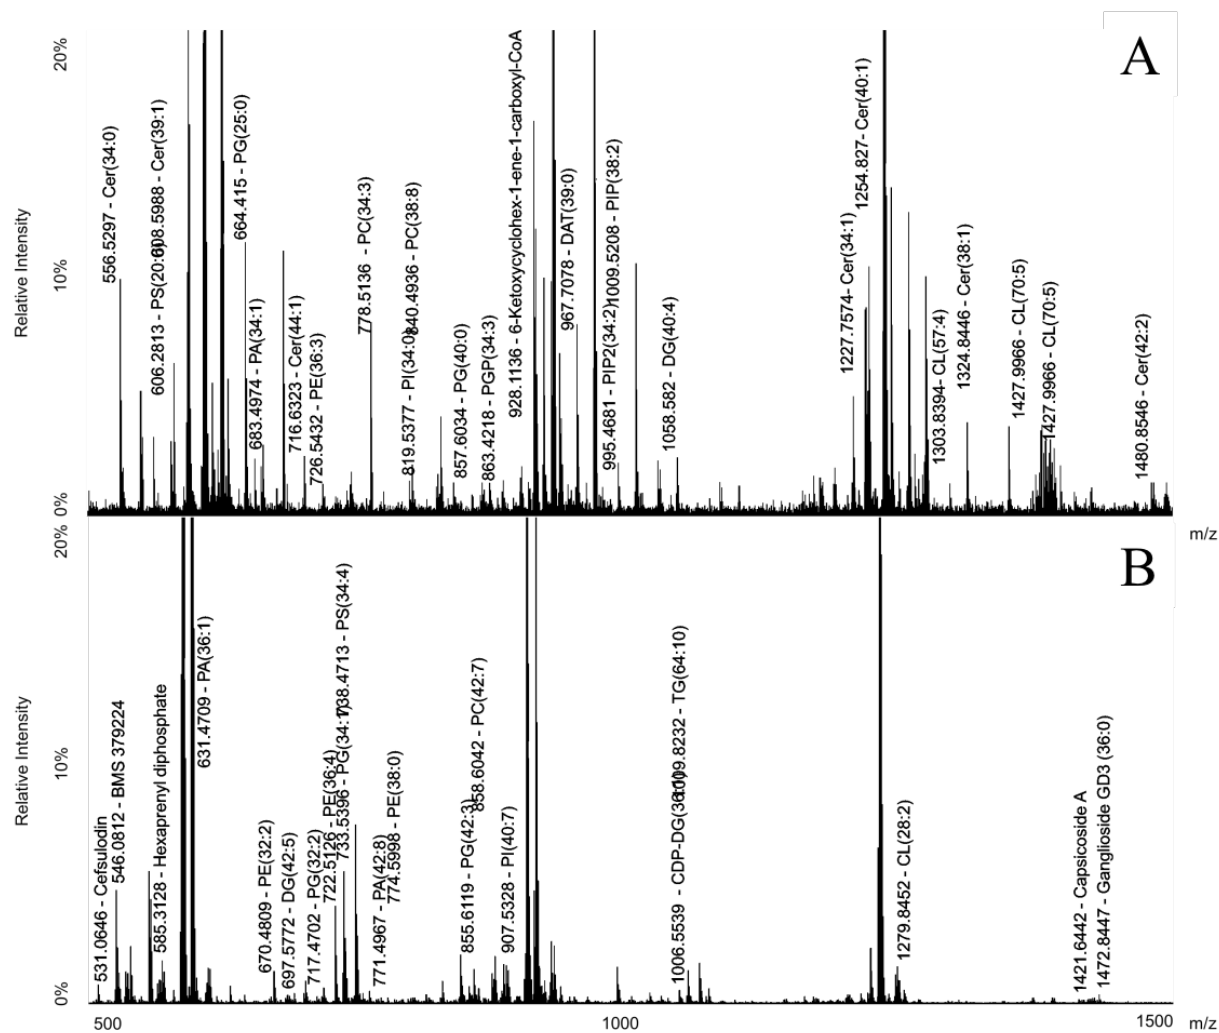 A
20%
10%
0%
Relative Intensity
556.5297 - Cer(34:0)
606.2813 - PS(20:0)
608.5988 - Cer(39:1)
664.415 - PG(25:0)
683.4974 - PA(34:1)
716.6323 - Cer(44:1)
726.5432 - PE(36:3)
778.5136 - PC(34:3)
819.5377 - PI(34:0)
840.4936 - PC(38:8)
857.6034 - PG(40:0)
863.4218 - PGP(34:3)
928.1136 - 6-Ketoxycyclohex-1-ene-1-carboxyl-CoA
967.7078 - DAT(39:0)
995.4681 - PIP2(34:2)
1009.5208 - PIP(38:2)
1058.582 - DG(40:4)
1227.7574- Cer(34:1)
1254.827- Cer(40:1)
1303.8394- CL(57:4)
1324.8446 - Cer(38:1)
1427.9966 - CL(70:5)
1427.9966 - CL(70:5)
1480.8546 - Cer(42:2)
m/z
B
20%
10%
0%
Relative Intensity
531.0646 - Cefsulodin
546.0812 - BMS 379224
585.3128 - Hexaprenyl diphosphate
631.4709 - PA(36:1)
670.4809 - PE(32:2)
697.5772 - DG(42:5)
717.4702 - PG(32:2)
722.5126 - PE(36:4)
733.5396 - PG(34:1)
738.4713 - PS(34:4)
771.4967 - PA(42:8)
774.5998 - PE(38:0)
855.6119 - PG(42:3)
858.6042 - PC(42:7)
907.5328 - PI(40:7)
1006.5539 - CDP-DG(36:1)
1009.8232 - TG(64:10)
1279.8452 - CL(28:2)
1421.6442 - Capsicoside A
1472.8447 - Ganglioside GD3 (36:0)
500
1000
1500
m/z